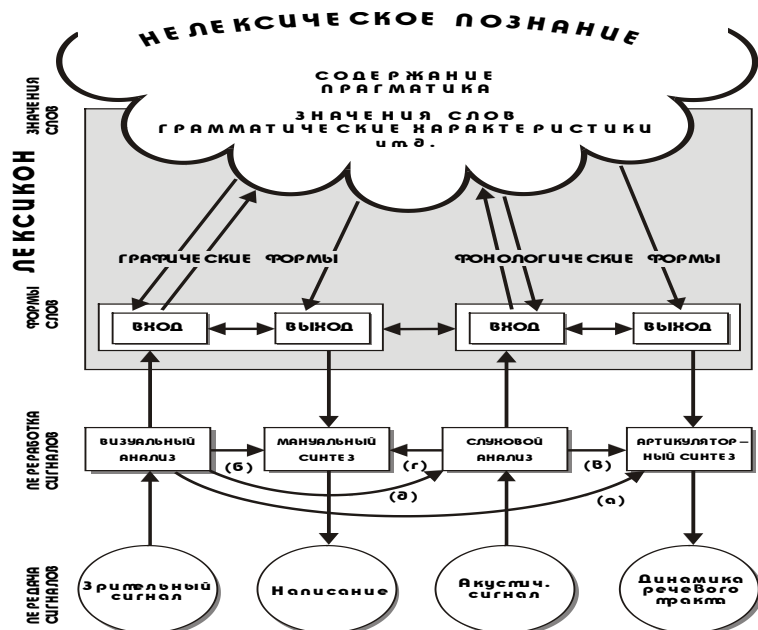 НЕЛЕКСИЧЕСКОЕ ПОЗНАНИЕ
СОДЕРЖАНИЕ
ПРАГМАТИКА
ЗНАЧЕНИЯ СЛОВ
ГРАММАТИЧЕСКИЕ ХАРАКТЕРИСТИКИ
итд.
ЗНАЧЕНИЯ
СЛОВ
ЛЕКСИКОН
ГРАФИЧЕСКИЕ ФОРМЫ
ФОНОЛОГИЧЕСКИЕ ФОРМЫ
ФОРМЫ
СЛОВ
ВХОД
ВЫХОД
ВХОД
ВЫХОД
ПЕРЕРАБОТКА
СИГНАЛОВ
ВИЗУАЛЬНЫЙ
АНАЛИЗ
(б)
МАНУАЛЬНЫЙ
СИНТЕЗ
(г)
СЛУХОВОЙ
АНАЛИЗ
(в)
АРТИКУЛЯТОР-
НЫЙ СИНТЕЗ
(д)
(а)
ПЕРЕДАЧА
СИГНАЛОВ
Зрительный
сигнал
Написание
Акустич.
сигнал
Динамика
речевого
тракта